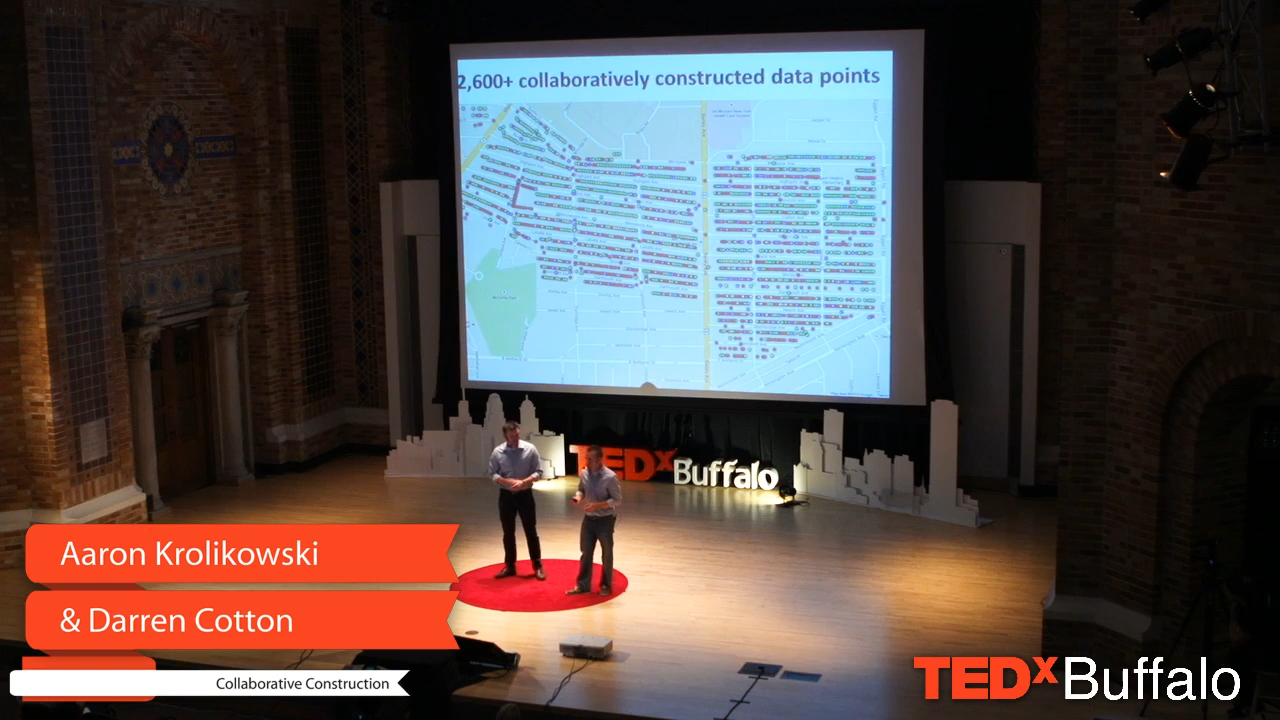 2,600+ collaboratively constructed data points
TEDxBuffalo
Aaron Krolikowski
& Darren Cotton
Collaborative Construction
TEDxBuffalo